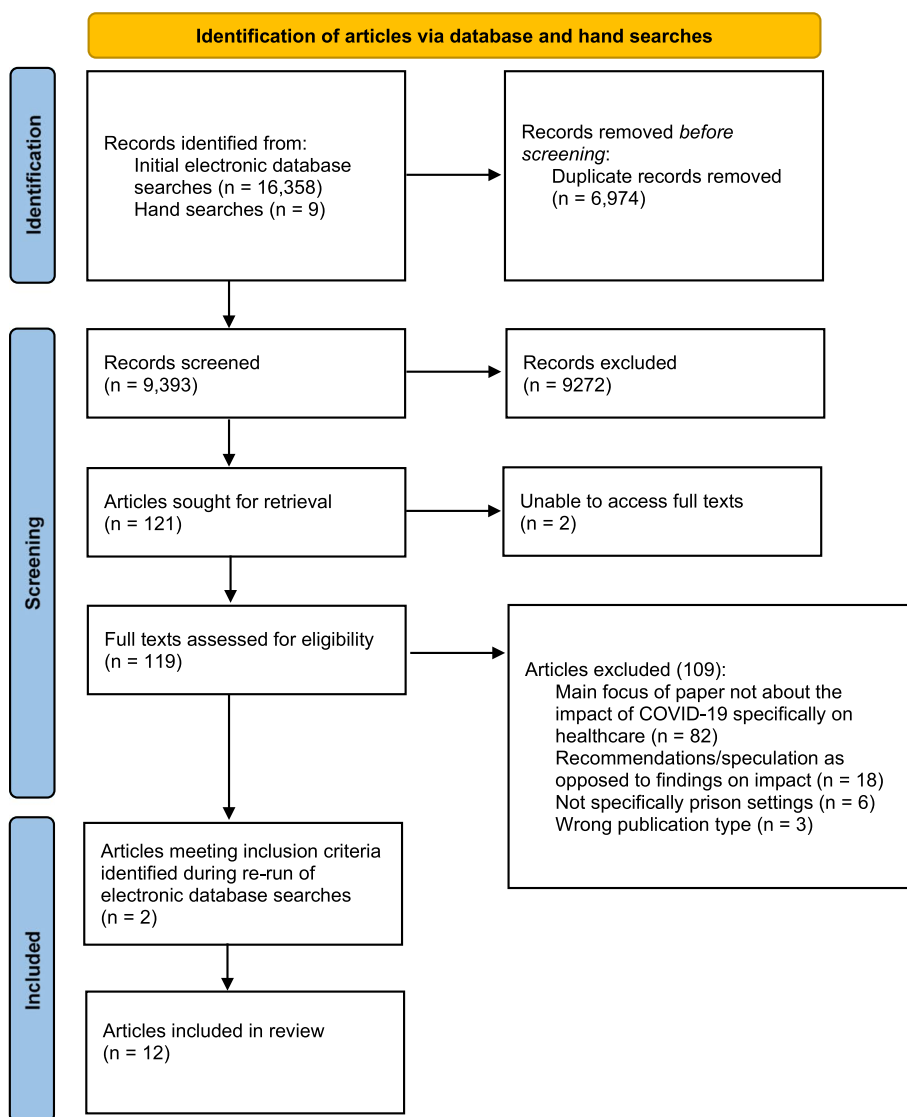 Identification of articles via database and hand searches
Identification
Records identified from:
Initial electronic database
searches (n = 16,358)
Hand searches (n = 9)
Records removed before
screening:
Duplicate records removed
(n = 6,974)
Screening
Records screened
(n = 9,393)
Records excluded
(n = 9272)
Articles sought for retrieval
(n = 121)
Unable to access full texts
(n = 2)
Full texts assessed for eligibility
(n = 119)
Articles excluded (109):
Main focus of paper not about the
impact of COVID-19 specifically on
healthcare (n = 82)
Recommendations/speculation as
opposed to findings on impact (n = 18)
Not specifically prison settings (n = 6)
Wrong publication type (n = 3)
Included
Articles meeting inclusion criteria
identified during re-run of
electronic database searches
(n = 2)
Articles included in review
(n = 12)